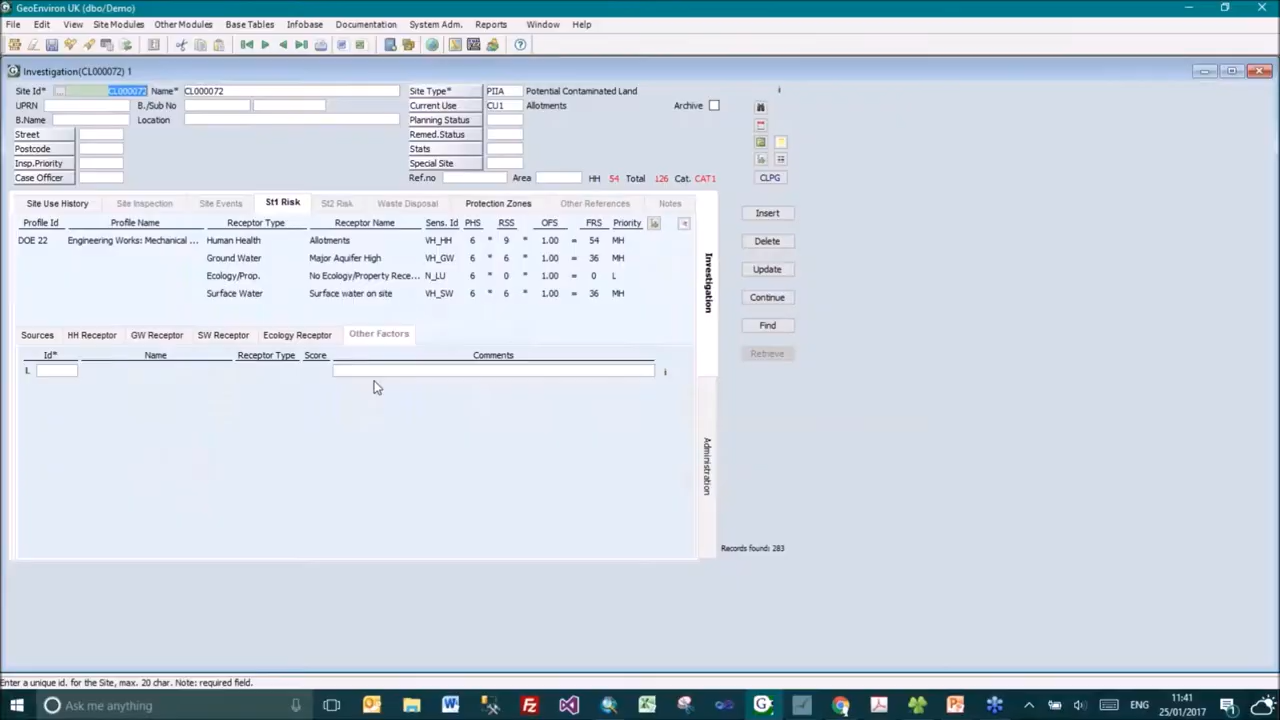 GeoEnviron UK (dbo/Demo)
File Edit View Site Modules Other Modules Base Tables Infobase Documentation System Adm. Reports Window Help
Investigation(CL000072) 1
Site Id* ... CL000072 Name* CL000072 Site Type* PIIA Potential Contaminated Land
UPRN B./Sub No Current Use CU1 Allotments Archive
B.Name Location Planning Status
Street Remed.Status
Postcode Stats
Insp.Priority Special Site
Case Officer Ref.no Area HH 54 Total 126 Cat. CAT1 CLPG
Site Use History Site Inspection Site Events St1 Risk St2 Risk Waste Disposal Protection Zones Other References Notes
Profile Id Profile Name Receptor Type Receptor Name Sens. Id PHS RSS OFS FRS Priority
DOE 22 Engineering Works: Mechanical ... Human Health Allotments VH_HH 6 * 9 * 1.00 = 54 MH
Ground Water Major Aquifer High VH_GW 6 * 6 * 1.00 = 36 MH
Ecology/Prop. No Ecology/Property Rece... N_LU 6 * 0 * 1.00 = 0 L
Surface Water Surface water on site VH_SW 6 * 6 * 1.00 = 36 MH
Sources HH Receptor GW Receptor SW Receptor Ecology Receptor Other Factors
Id* Name Receptor Type Score Comments
Investigation
Administration
Insert
Delete
Update
Continue
Find
Retrieve
Records found: 283
Enter a unique id. for the Site, max. 20 char. Note: required field.
Ask me anything
ENG 11:41
25/01/2017